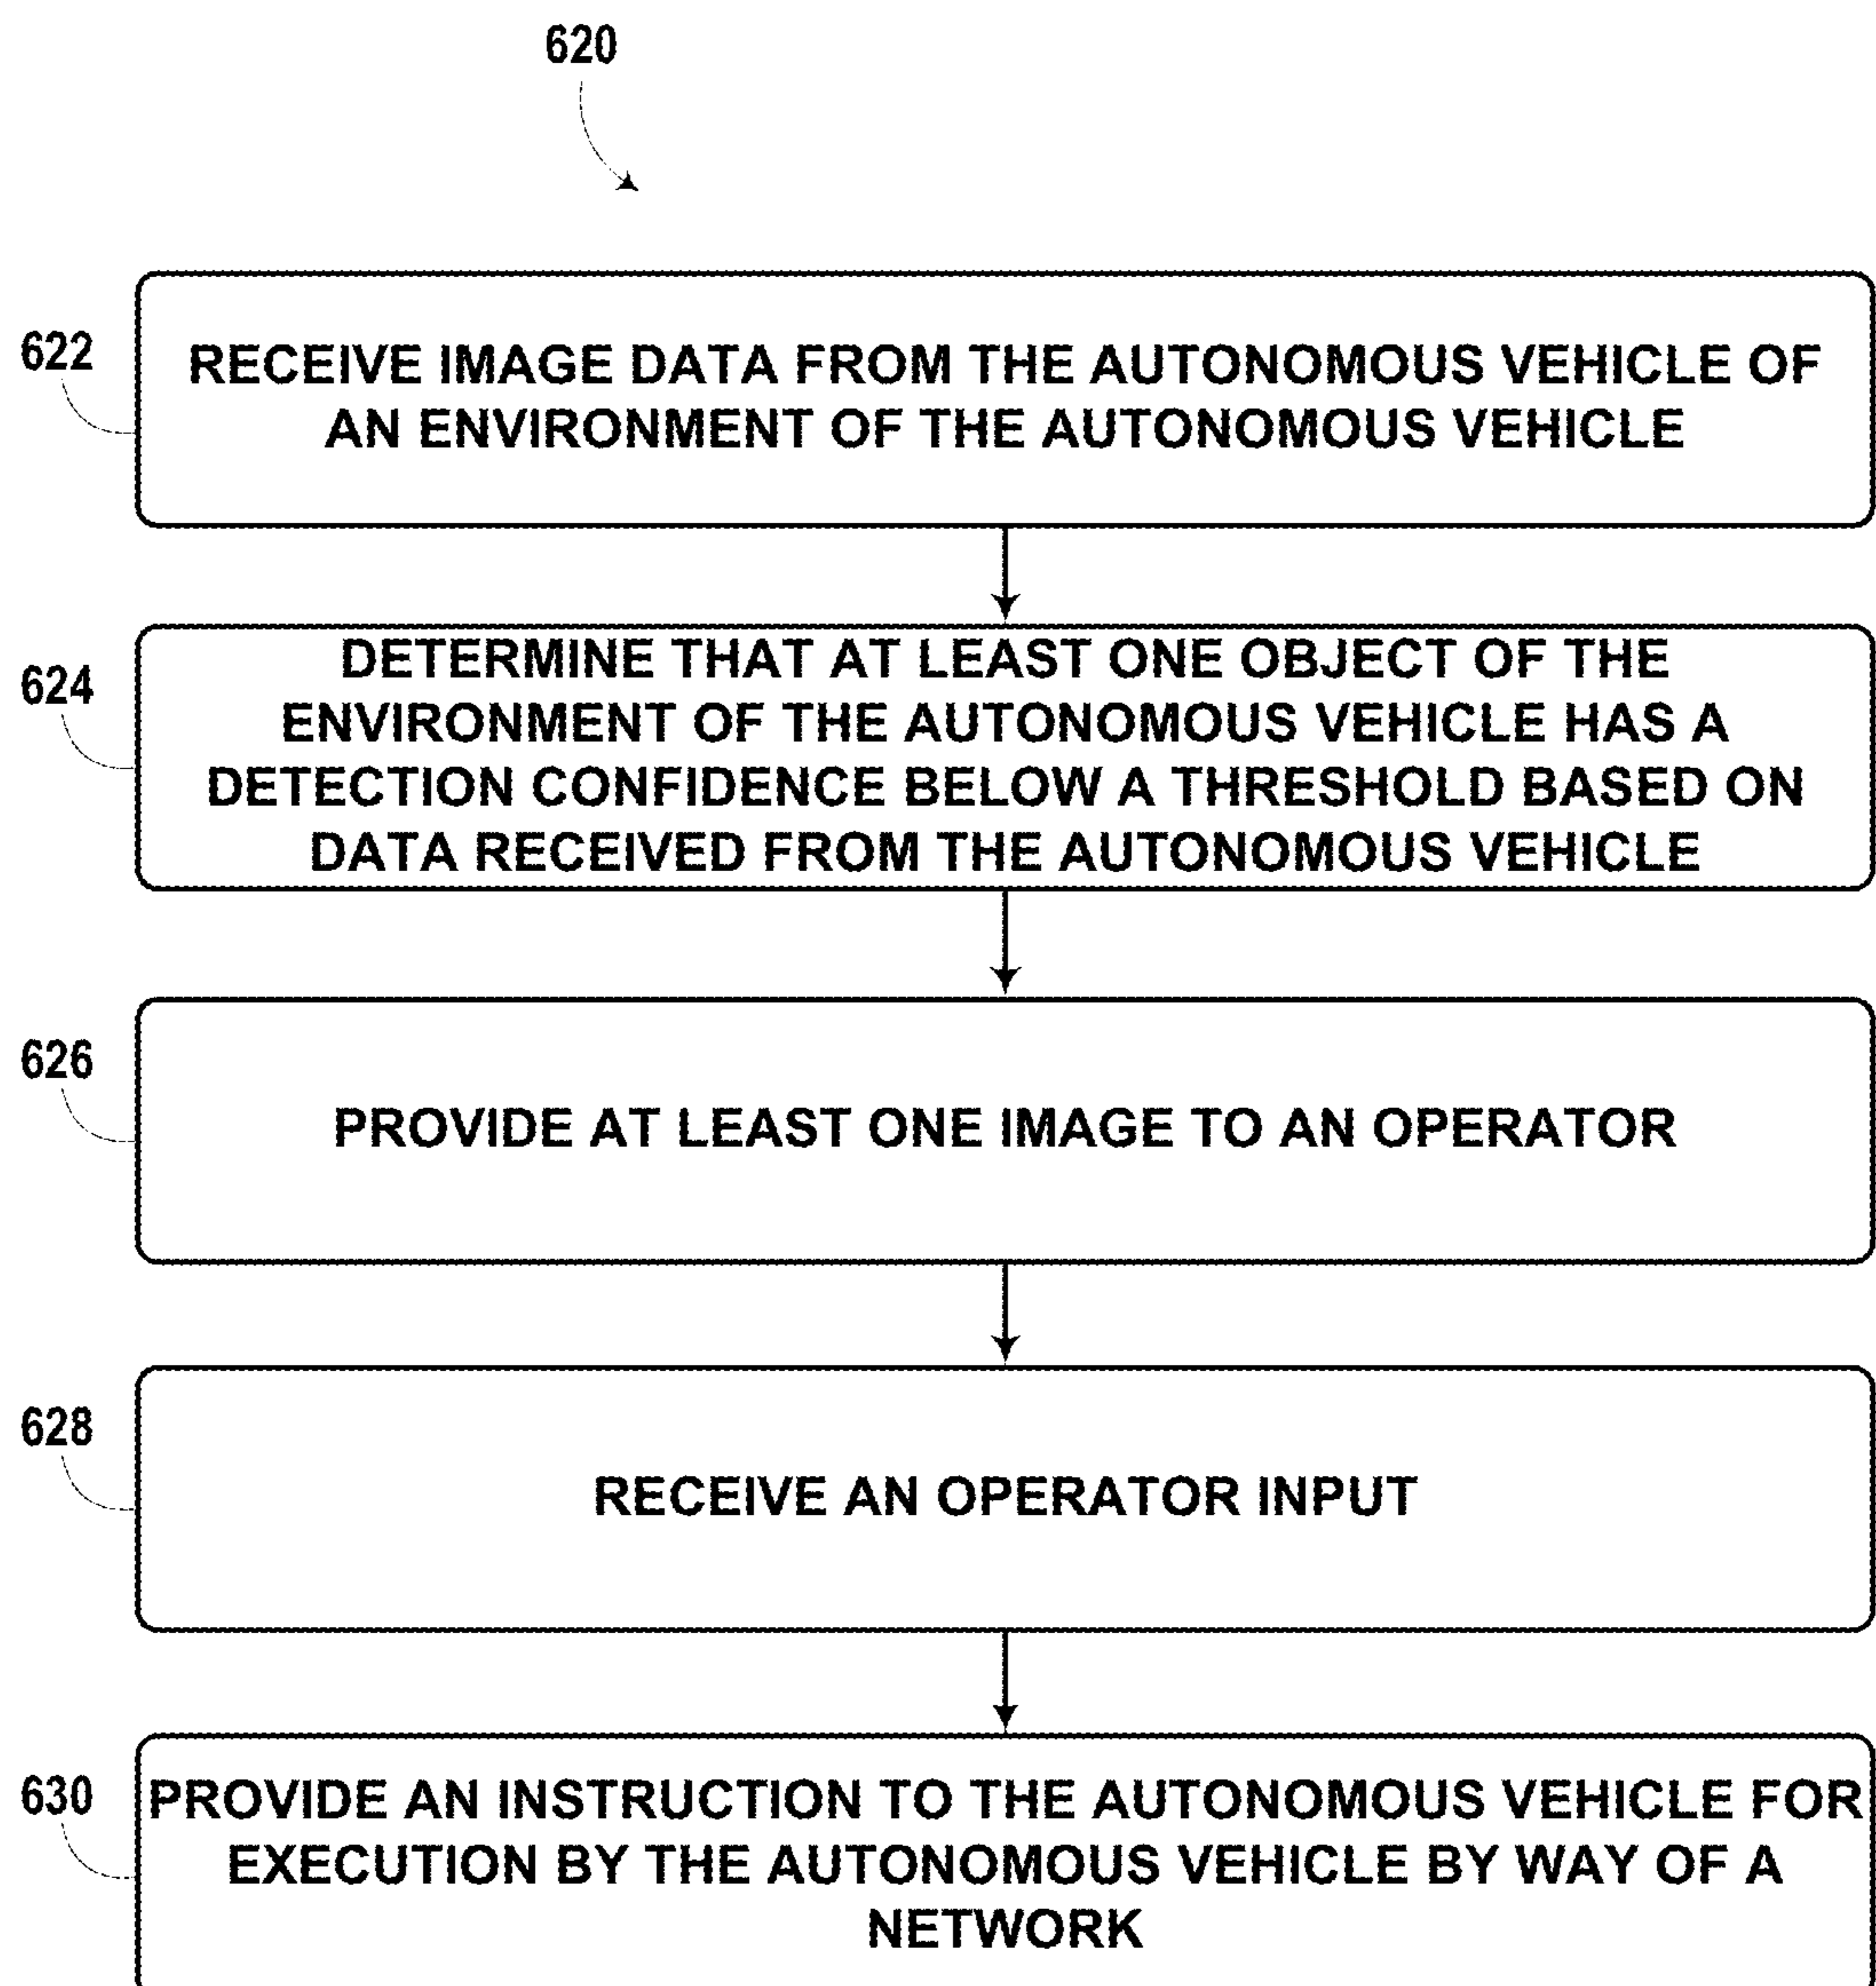 620
622
RECEIVE IMAGE DATA FROM THE AUTONOMOUS VEHICLE OF
AN ENVIRONMENT OF THE AUTONOMOUS VEHICLE
624
DETERMINE THAT AT LEAST ONE OBJECT OF THE
ENVIRONMENT OF THE AUTONOMOUS VEHICLE HAS A
DETECTION CONFIDENCE BELOW A THRESHOLD BASED ON
DATA RECEIVED FROM THE AUTONOMOUS VEHICLE
626
PROVIDE AT LEAST ONE IMAGE TO AN OPERATOR
628
RECEIVE AN OPERATOR INPUT
630
PROVIDE AN INSTRUCTION TO THE AUTONOMOUS VEHICLE FOR
EXECUTION BY THE AUTONOMOUS VEHICLE BY WAY OF A
NETWORK